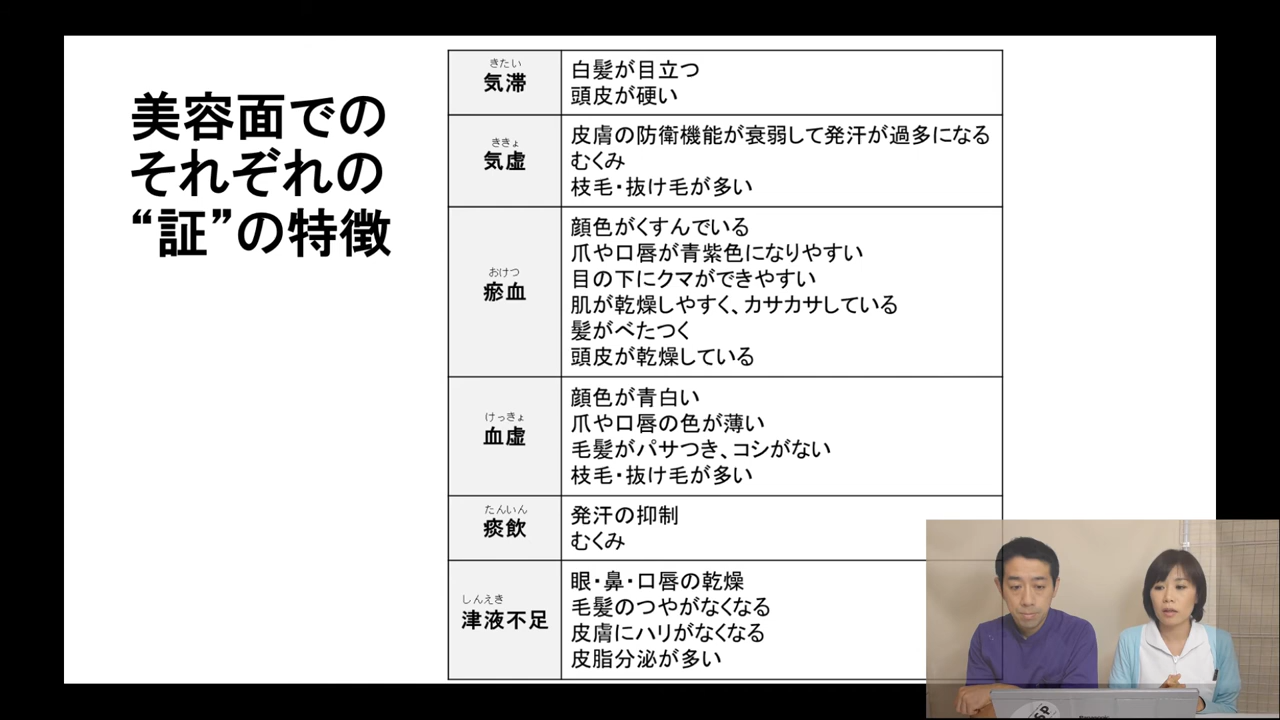 美容面での
それぞれの
“証”の特徴
きたい
気滞
白髪が目立つ
頭皮が硬い
ききょ
気虚
皮膚の防衛機能が衰弱して発汗が過多になる
むくみ
枝毛・抜け毛が多い
おけつ
瘀血
顔色がくすんでいる
爪や口唇が青紫色になりやすい
目の下にクマができやすい
肌が乾燥しやすく、カサカサしている
髪がべたつく
頭皮が乾燥している
けっきょ
血虚
顔色が青白い
爪や口唇の色が薄い
毛髪がパサつき、コシがない
枝毛・抜け毛が多い
たんいん
痰飲
発汗の抑制
むくみ
しんえき
津液不足
眼・鼻・口唇の乾燥
毛髪のつやがなくなる
皮膚にハリがなくなる
皮脂分泌が多い